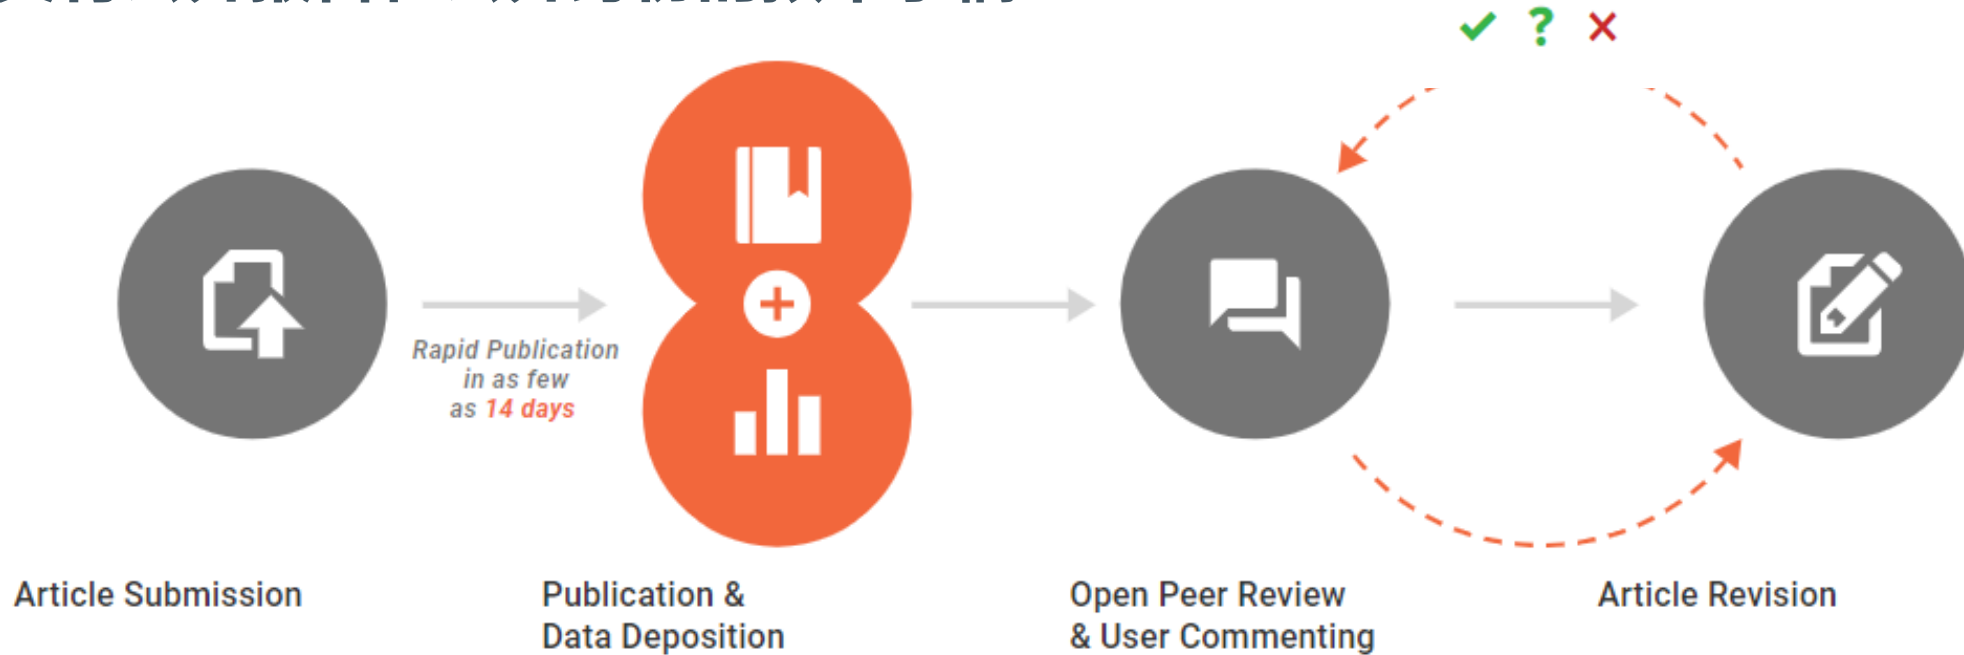 Rapid Publication
in as few
as 14 days
Article Submission
Publication &
Data Deposition
Open Peer Review
& User Commenting
Article Revision